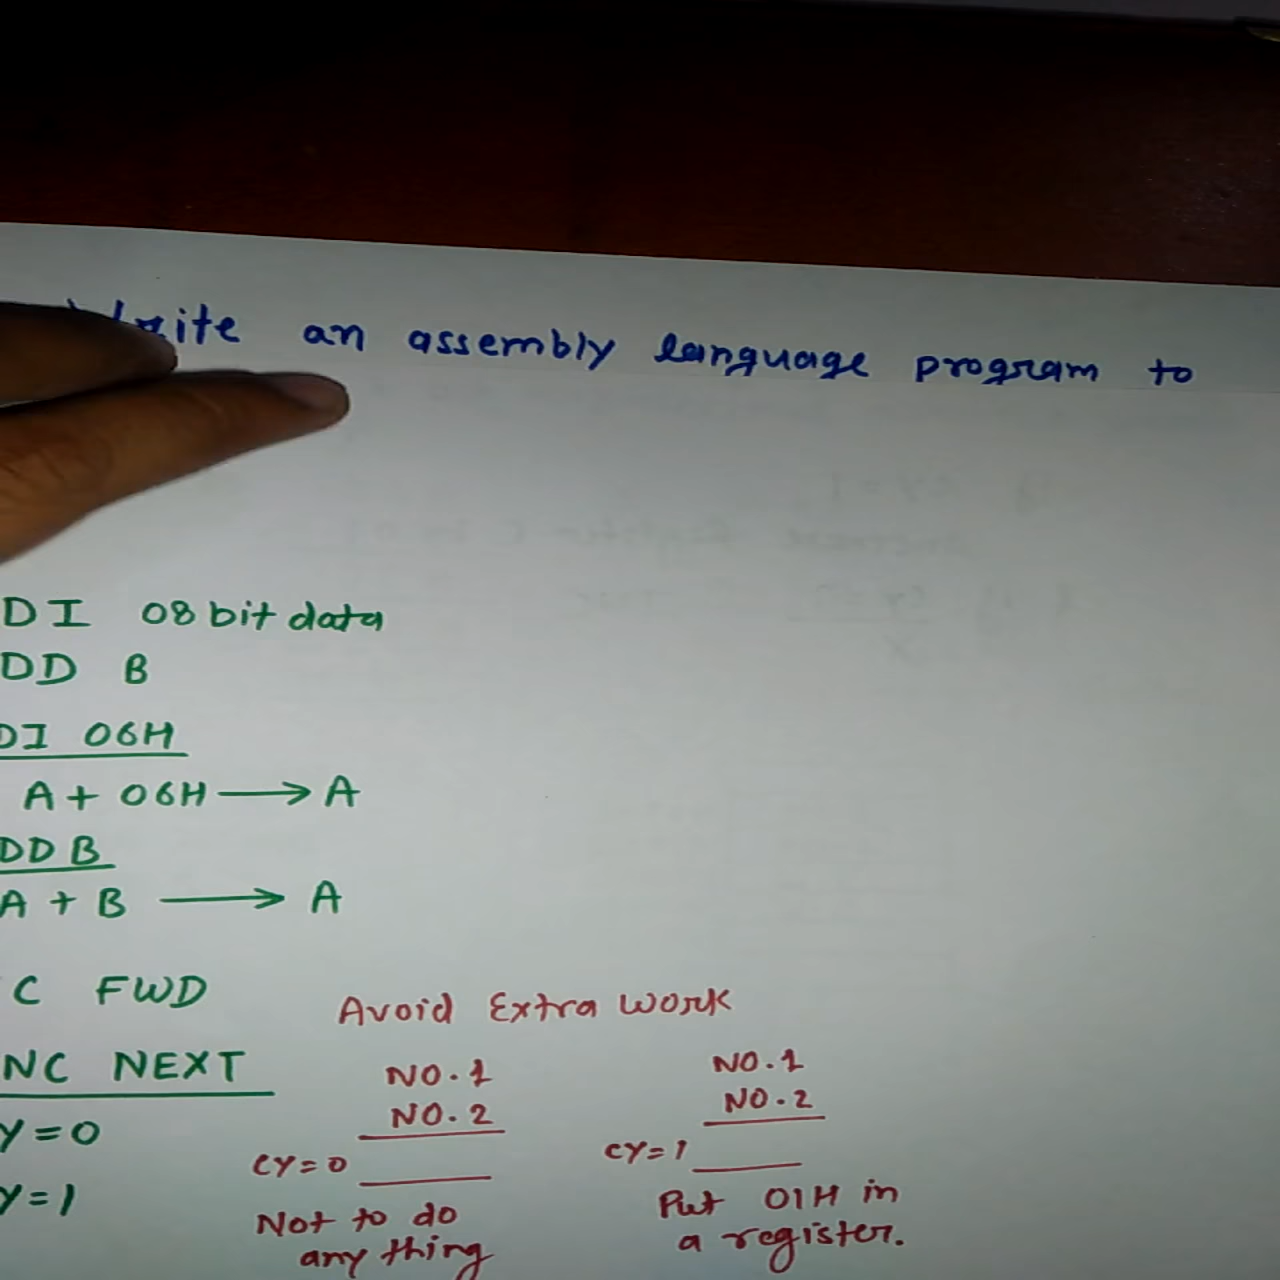 Write an assembly language program to
DI 08 bit data
DD B
DI 06H
A + 06H → A
DD B
A + B → A
C FWD
Avoid Extra Work
NC NEXT
NO.1
NO.2
CY=0
Not to do
any thing
NO.1
NO.2
CY=1
Put 01H in
a register.
Y=0
Y=1